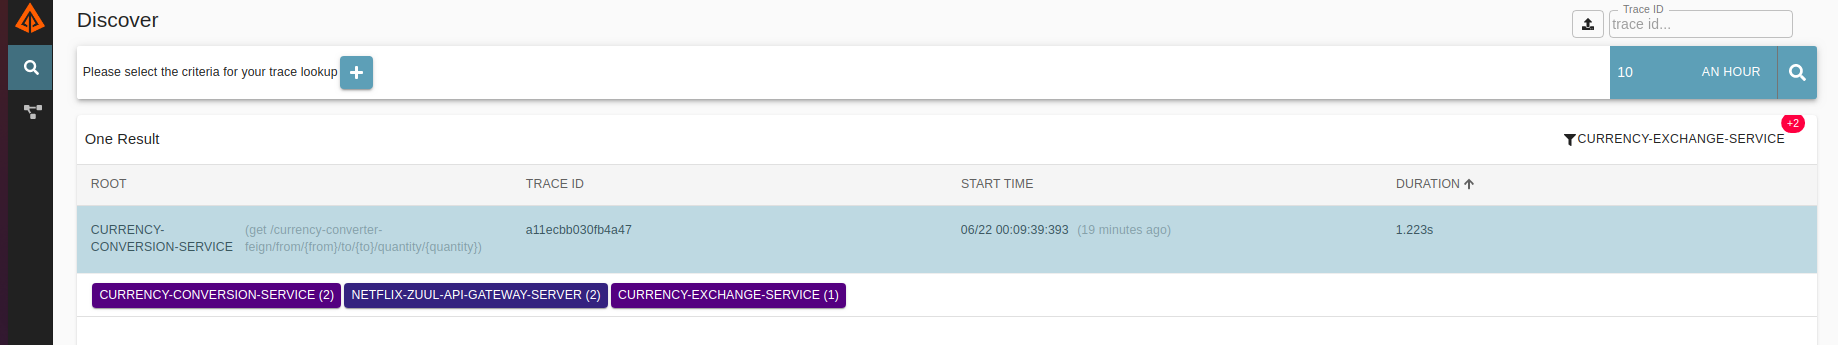 Discover
Trace ID
trace id...
Please select the criteria for your trace lookup
10 AN HOUR
One Result
CURRENCY-EXCHANGE-SERVICE +2
ROOT TRACE ID START TIME DURATION
CURRENCY- (get /currency-converter- a11ecbb030fb4a47 06/22 00:09:39:393 (19 minutes ago) 1.223s
CONVERSION-SERVICE feign/from/{from}/to/{to}/quantity/{quantity})
CURRENCY-CONVERSION-SERVICE (2) NETFLIX-ZUUL-API-GATEWAY-SERVER (2) CURRENCY-EXCHANGE-SERVICE (1)